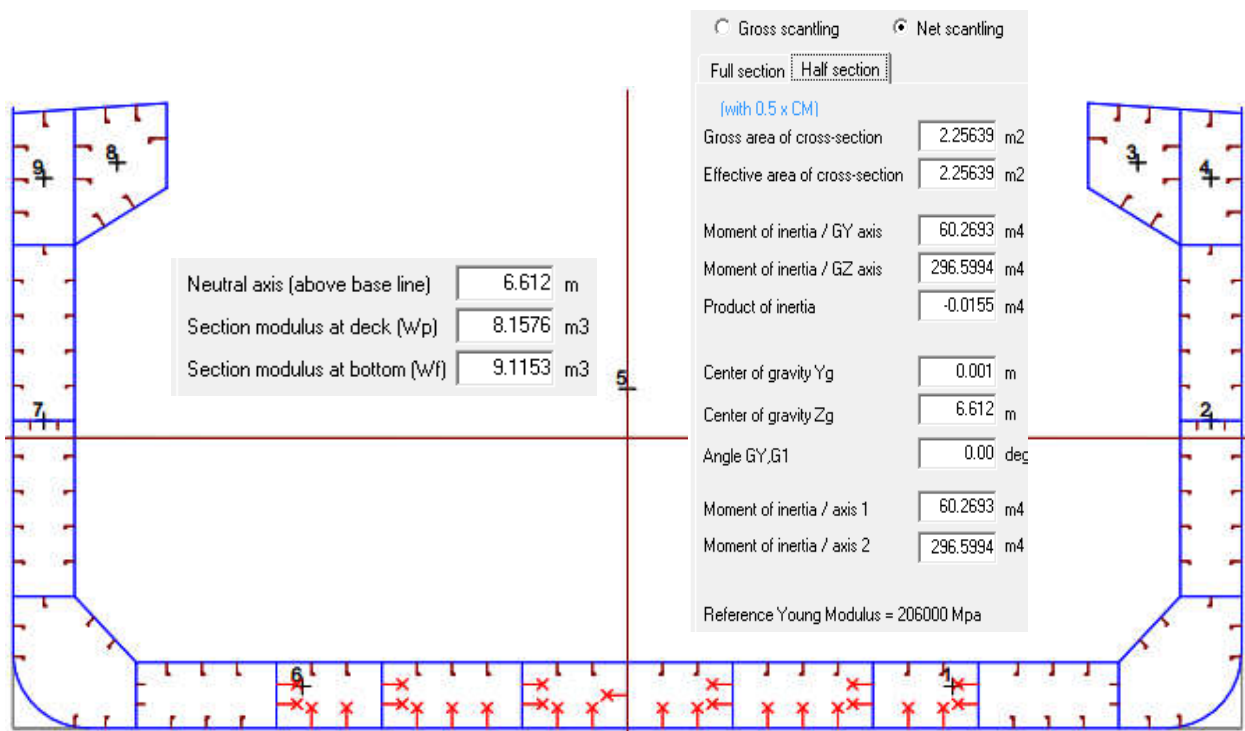 Gross scantling Net scantling
Full section Half section
(with 0.5 x CM)
Gross area of cross-section 2.25639 m2
Effective area of cross-section 2.25639 m2
Moment of inertia / GY axis 60.2693 m4
Moment of inertia / GZ axis 296.5994 m4
Product of inertia -0.0155 m4
Center of gravity Yg 0.001 m
Center of gravity Zg 6.612 m
Angle GY,G1 0.00 deg
Moment of inertia / axis 1 60.2693 m4
Moment of inertia / axis 2 296.5994 m4
Reference Young Modulus = 206000 Mpa
Neutral axis (above base line) 6.612 m
Section modulus at deck (Wp) 8.1576 m3
Section modulus at bottom (Wf) 9.1153 m3
9
8
3
4
5
7
2
6
1